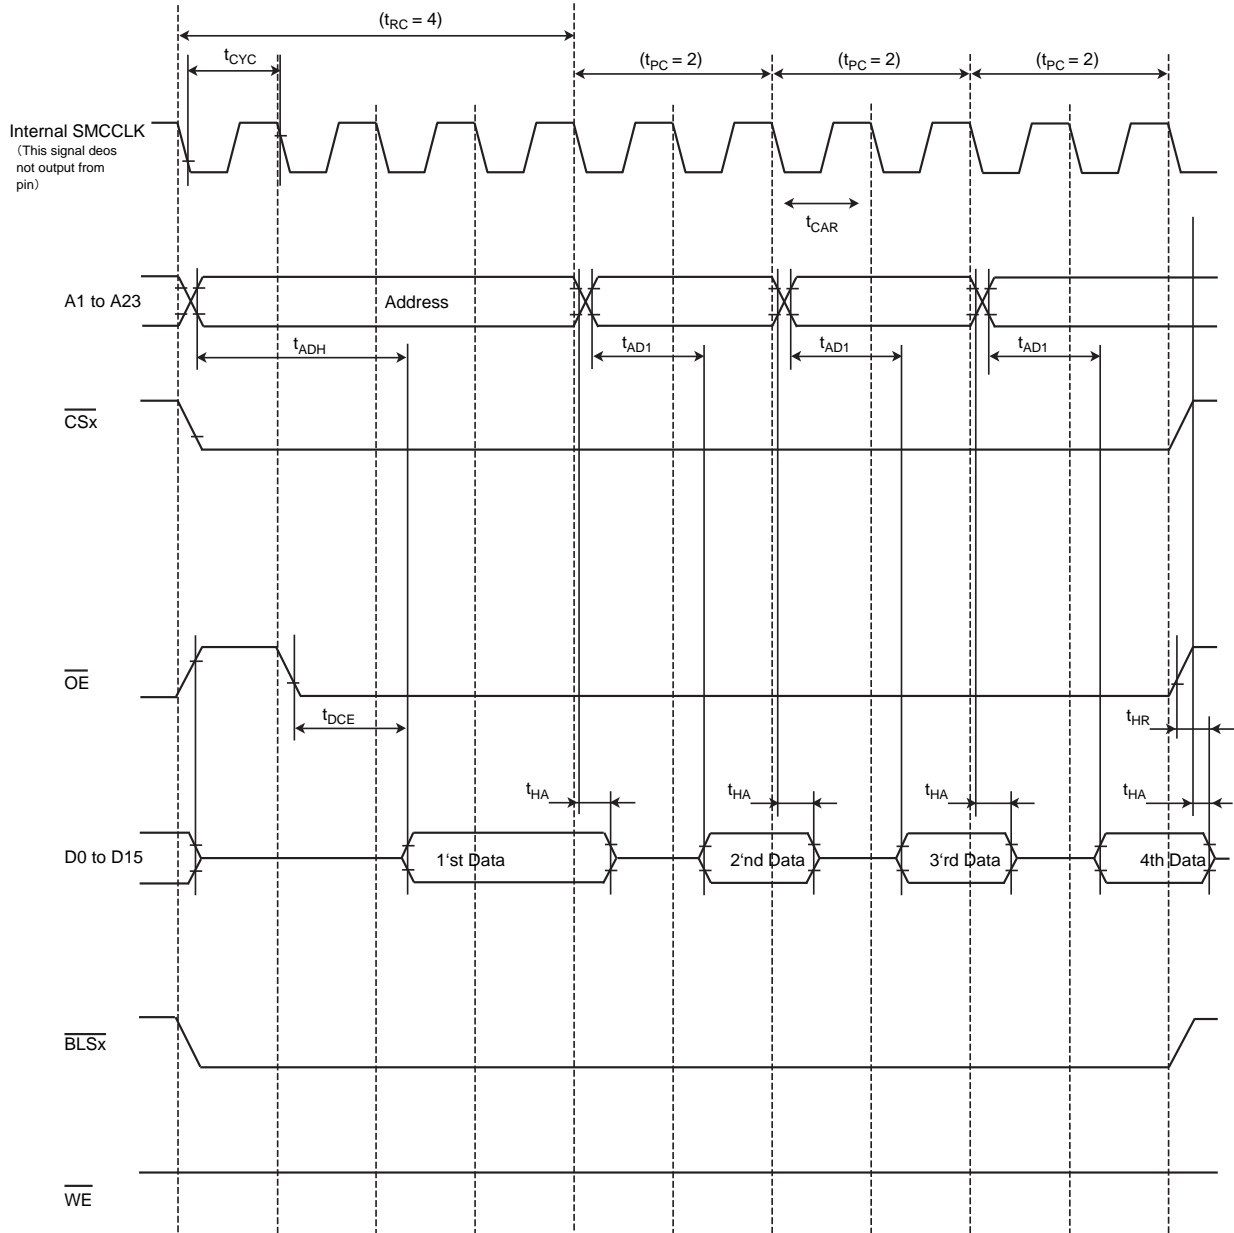 (tRC = 4)
tCYC
(tPC = 2)
(tPC = 2)
(tPC = 2)
Internal SMCCLK
（This signal deos
not output from
pin）
tCAR
A1 to A23
Address
tADH
tAD1
tAD1
tAD1
CSx
OE
tDCE
tHR
tHA
tHA
tHA
tHA
D0 to D15
1‘st Data
2‘nd Data
3‘rd Data
4th Data
BLSx
WE